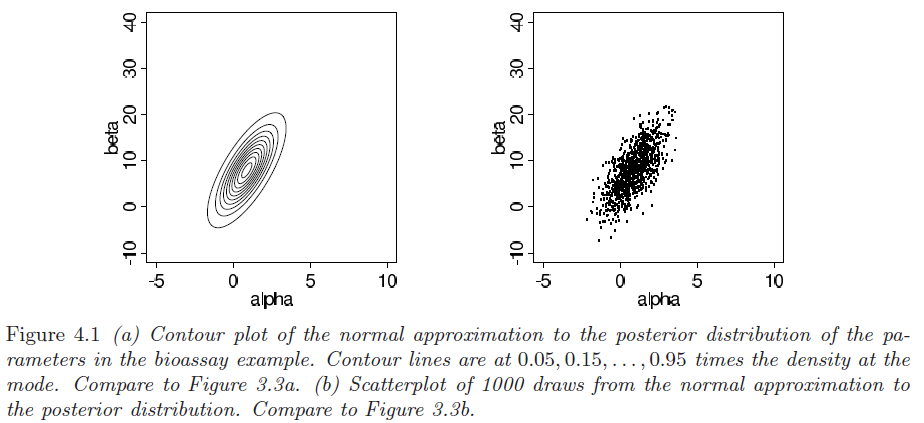 40
30
20
10
0
-10
beta
-5 0 5 10
alpha
40
30
20
10
0
-10
beta
-5 0 5 10
alpha
Figure 4.1 (a) Contour plot of the normal approximation to the posterior distribution of the pa-
rameters in the bioassay example. Contour lines are at 0.05, 0.15, . . . , 0.95 times the density at the
mode. Compare to Figure 3.3a. (b) Scatterplot of 1000 draws from the normal approximation to
the posterior distribution. Compare to Figure 3.3b.